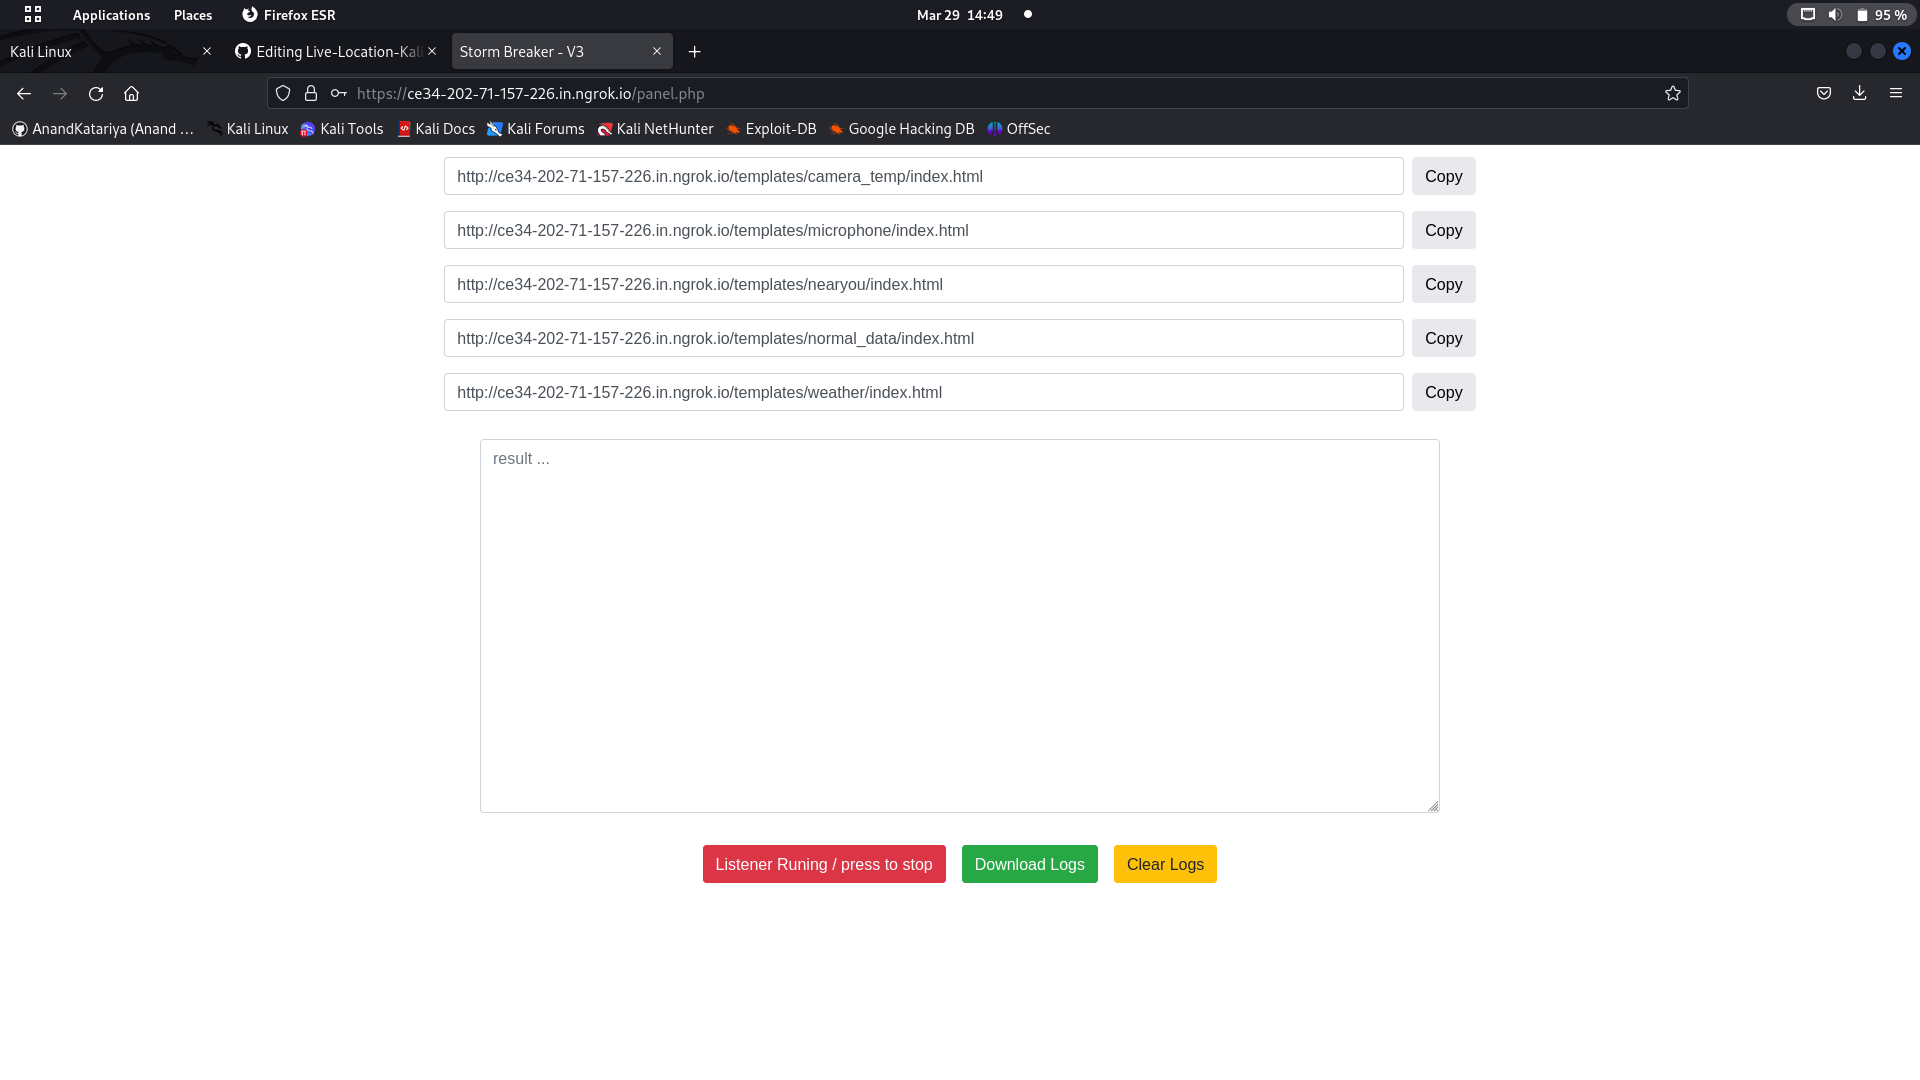 Applications Places Firefox ESR Mar 29 14:49 95 %
Kali Linux Editing Live-Location-Kali Storm Breaker - V3
https://ce34-202-71-157-226.in.ngrok.io/panel.php
AnandKatariya (Anand ... Kali Linux Kali Tools Kali Docs Kali Forums Kali NetHunter Exploit-DB Google Hacking DB OffSec
http://ce34-202-71-157-226.in.ngrok.io/templates/camera_temp/index.html Copy
http://ce34-202-71-157-226.in.ngrok.io/templates/microphone/index.html Copy
http://ce34-202-71-157-226.in.ngrok.io/templates/nearyou/index.html Copy
http://ce34-202-71-157-226.in.ngrok.io/templates/normal_data/index.html Copy
http://ce34-202-71-157-226.in.ngrok.io/templates/weather/index.html Copy
result ...
Listener Runing / press to stop Download Logs Clear Logs